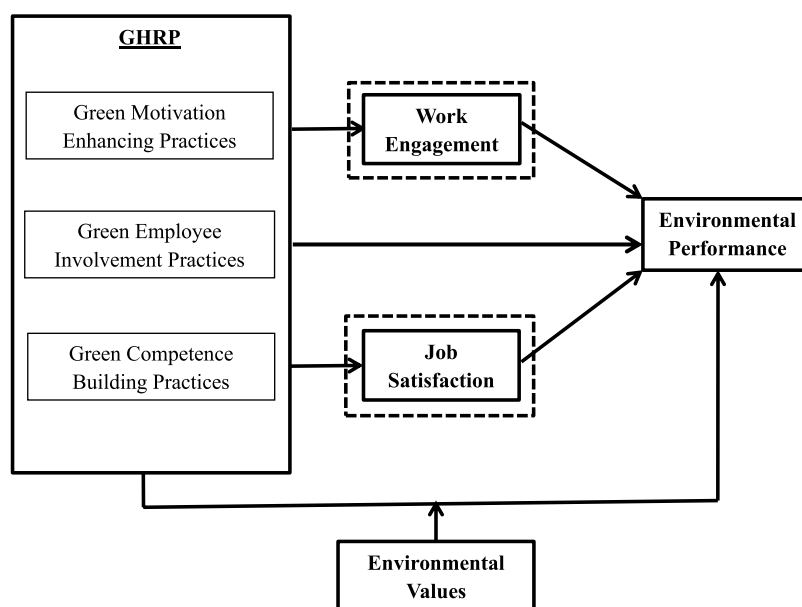 GHRP
Green Motivation
Enhancing Practices
Green Employee
Involvement Practices
Green Competence
Building Practices
Work
Engagement
Job
Satisfaction
Environmental
Performance
Environmental
Values